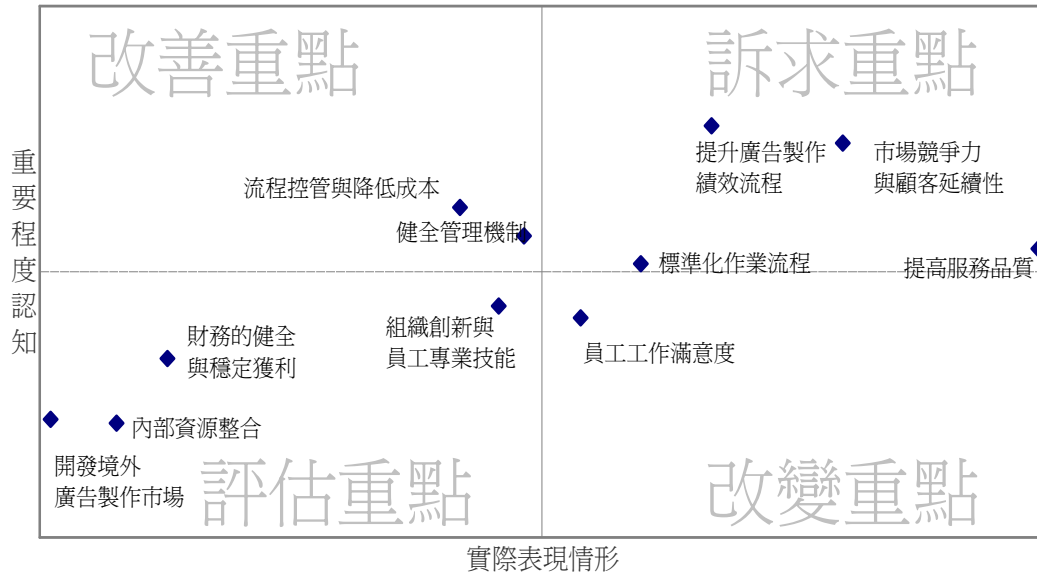 改善重點
訴求重點
提升廣告製作
績效流程
市場競爭力
與顧客延續性
重要程度認知
流程控管與降低成本
健全管理機制
標準化作業流程
提高服務品質
組織創新與
員工專業技能
員工工作滿意度
財務的健全
與穩定獲利
內部資源整合
開發境外
廣告製作市場
評估重點
改變重點
實際表現情形